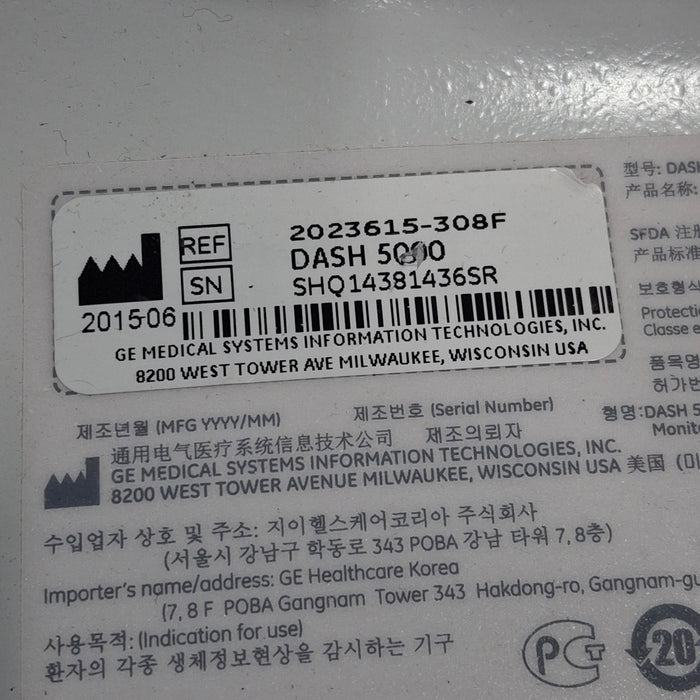 REF 2023615-308F
DASH 5000
SN SHQ14381436SR
2015-06
GE MEDICAL SYSTEMS INFORMATION TECHNOLOGIES, INC.
8200 WEST TOWER AVE MILWAUKEE, WISCONSIN USA
型号: DASH
产品名称:
SFDA 注册
产品标准
보호형식
Protecti
Classe e
품목명
허가번
형명:DASH 5
Monito
제조년월 (MFG YYYY/MM) 제조번호 (Serial Number)
通用电气医疗系统信息技术公司 제조의뢰자
GE MEDICAL SYSTEMS INFORMATION TECHNOLOGIES, INC.
8200 WEST TOWER AVENUE MILWAUKEE, WISCONSIN USA 美国 (미
수입업자 상호 및 주소: 지이헬스케어코리아 주식회사
(서울시 강남구 학동로 343 POBA 강남 타워 7, 8층)
Importer's name/address: GE Healthcare Korea
(7, 8 F POBA Gangnam Tower 343 Hakdong-ro, Gangnam-gu
사용목적: (Indication for use)
환자의 각종 생체정보현상을 감시하는 기구
20